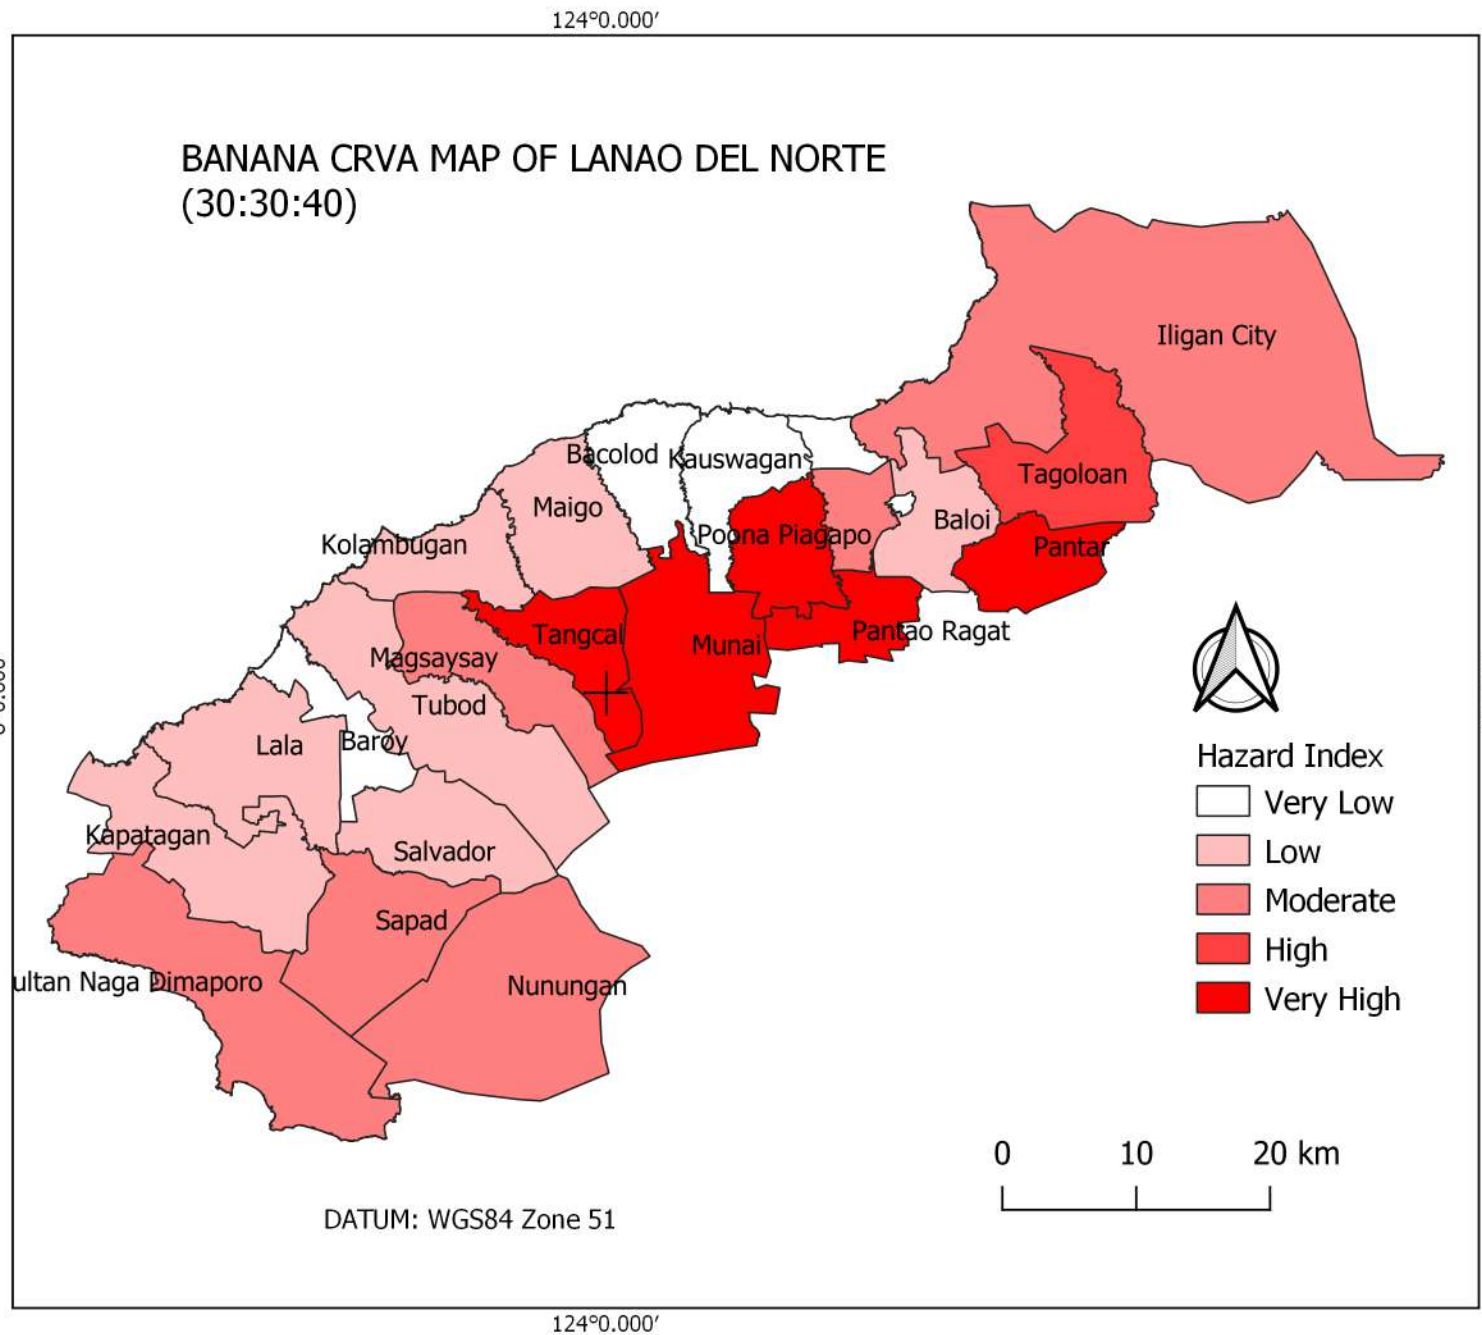 124°0.000′
BANANA CRVA MAP OF LANAO DEL NORTE
(30:30:40)
Iligan City
Bacolod
Kauswagan
Tagoloan
Maigo
Baloi
Poona Piagapo
Kolambugan
Pantar
Tangcal
Munai
Pantao Ragat
Magsaysay
Tubod
Lala
Baroy
Kapatagan
Salvador
Sapad
ultan Naga Dimaporo
Nunungan
Hazard Index
Very Low
Low
Moderate
High
Very High
0 10 20 km
DATUM: WGS84 Zone 51
124°0.000′